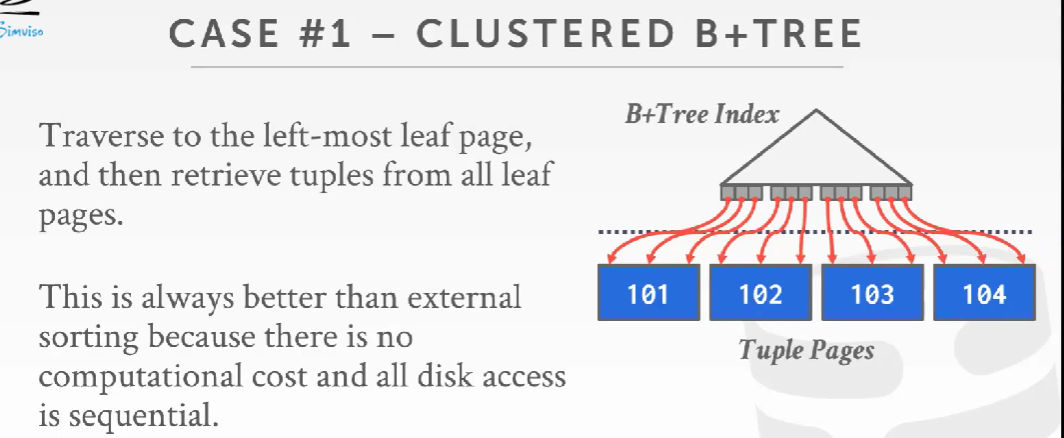 Simviso
CASE #1 – CLUSTERED B+TREE
Traverse to the left-most leaf page,
and then retrieve tuples from all leaf
pages.
This is always better than external
sorting because there is no
computational cost and all disk access
is sequential.
B+Tree Index
101 102 103 104
Tuple Pages